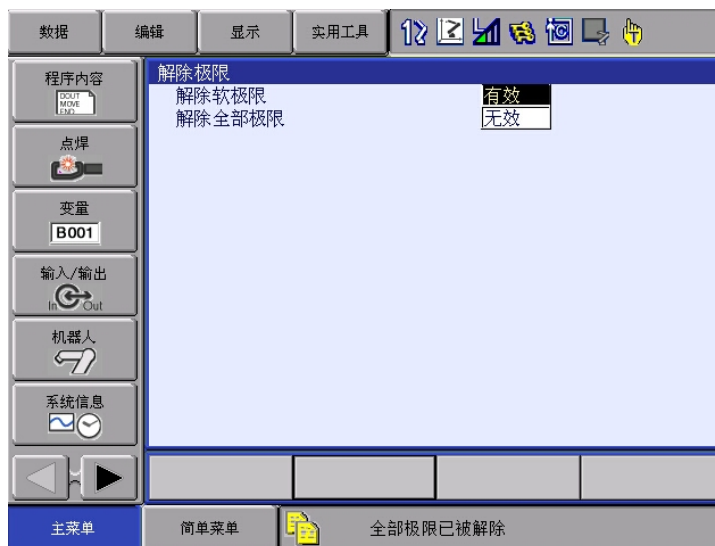 数据
编辑
显示
实用工具
程序内容
DOUT
MOVE
END
点焊
变量
B001
输入/输出
In Out
机器人
系统信息
解除极限
解除软极限 有效
解除全部极限 无效
主菜单
简单菜单
全部极限已被解除